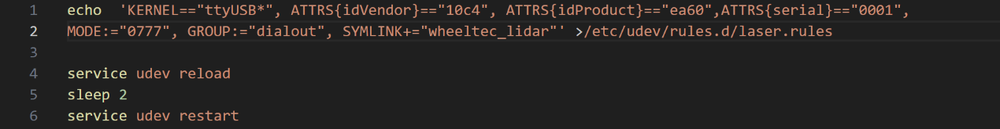 1 echo  'KERNEL=="ttyUSB*", ATTRS{idVendor}=="10c4", ATTRS{idProduct}=="ea60",ATTRS{serial}=="0001",
2 MODE:="0777", GROUP:="dialout", SYMLINK+="wheeltec_lidar"' >/etc/udev/rules.d/laser.rules
3
4 service udev reload
5 sleep 2
6 service udev restart